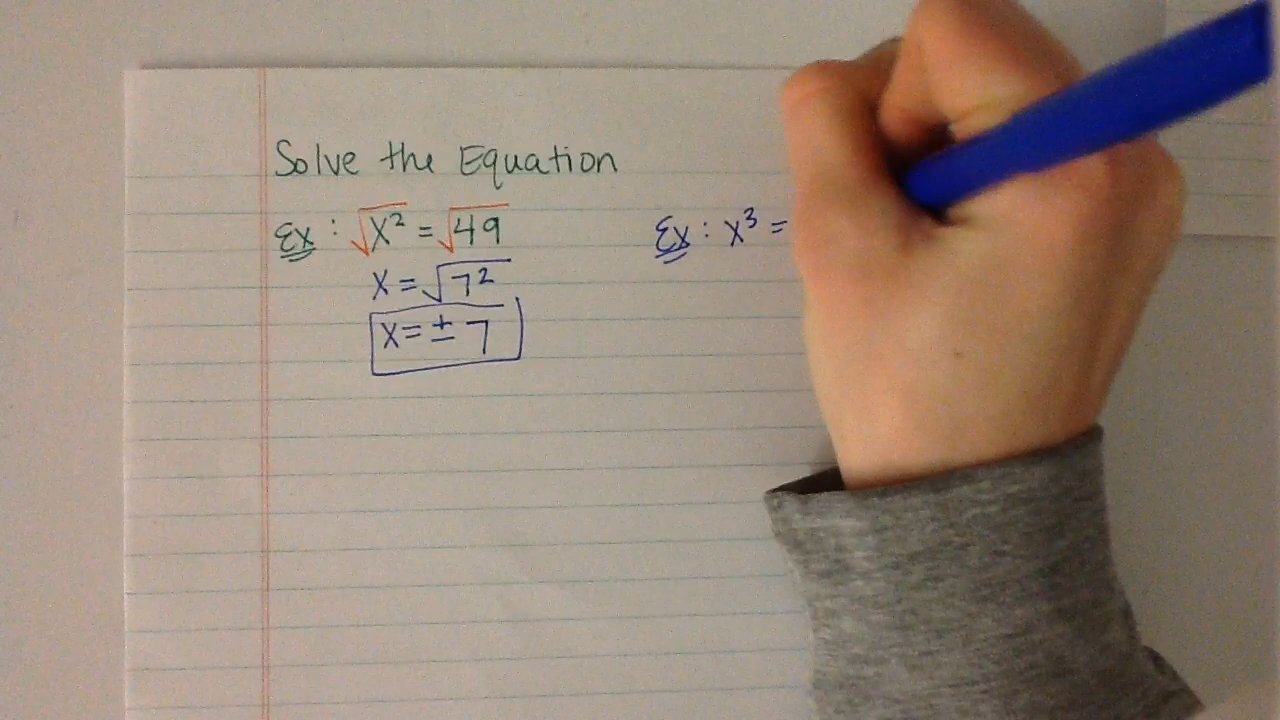 Solve the Equation
Ex: √x² = √49
x = √7²
x = ± 7
Ex: x³ =